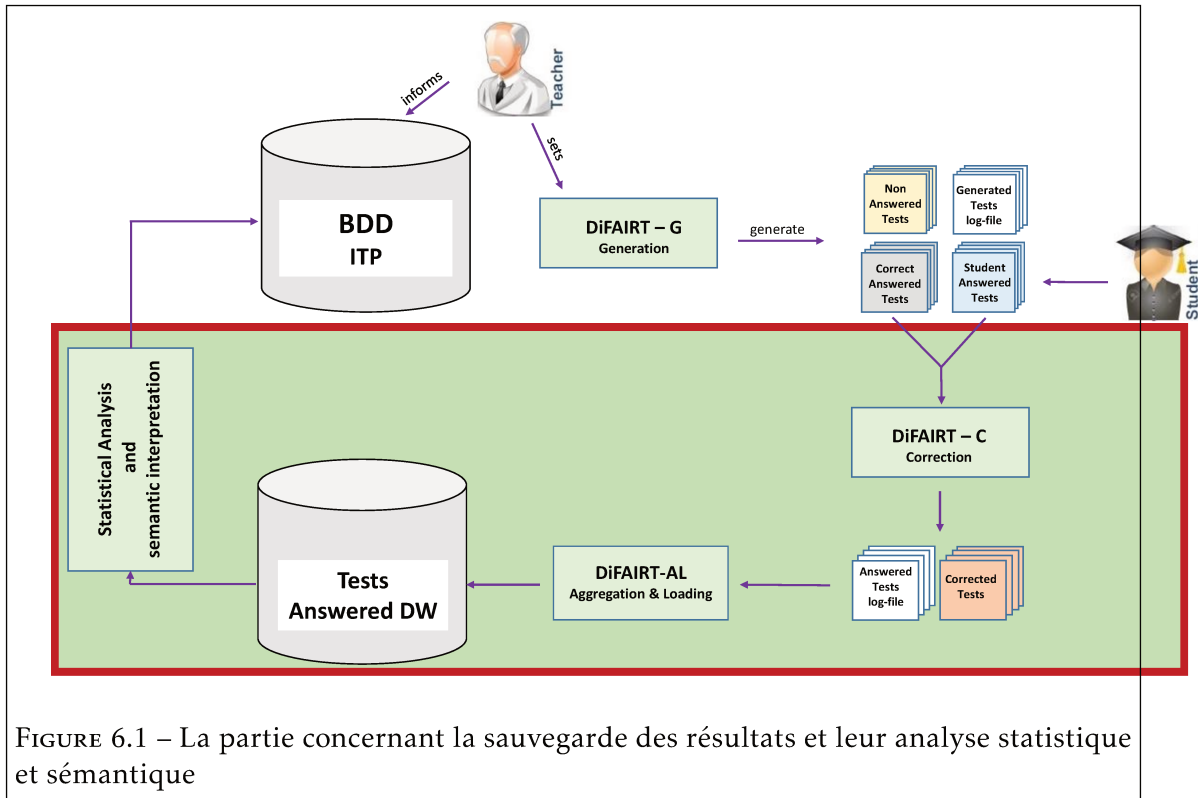 Teacher
informs
sets
BDD
ITP
DiFAIRT – G
Generation
generate
Non
Answered
Tests
Generated
Tests
log-file
Correct
Answered
Tests
Student
Answered
Tests
Student
Statistical Analysis
and
semantic interpretation
DiFAIRT – C
Correction
Tests
Answered DW
DiFAIRT-AL
Aggregation & Loading
Answered
Tests
log-file
Corrected
Tests
Figure 6.1 – La partie concernant la sauvegarde des résultats et leur analyse statistique
et sémantique